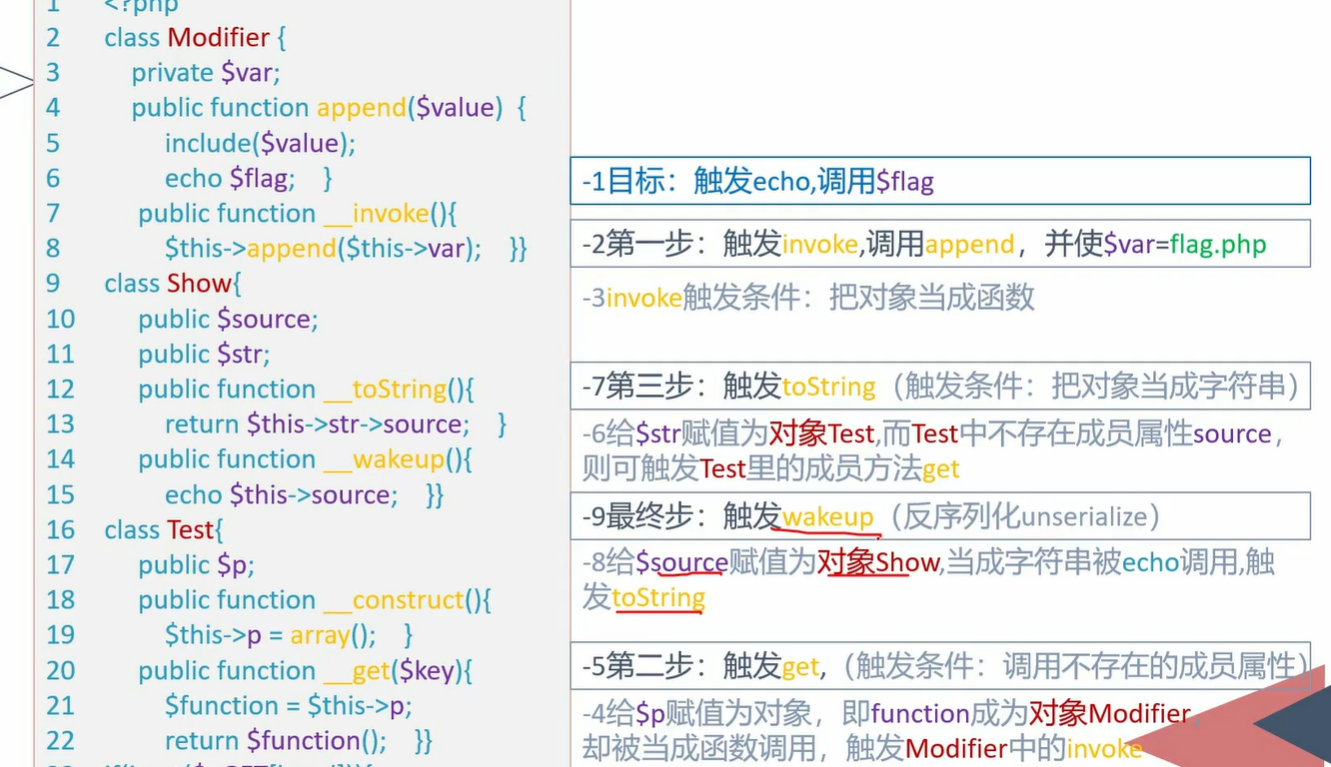 1 <?php
2 class Modifier {
3 private $var;
4 public function append($value) {
5 include($value);
6 echo $flag; }
7 public function __invoke(){
8 $this->append($this->var); }}
9 class Show{
10 public $source;
11 public $str;
12 public function __toString(){
13 return $this->str->source; }
14 public function __wakeup(){
15 echo $this->source; }}
16 class Test{
17 public $p;
18 public function __construct(){
19 $this->p = array(); }
20 public function __get($key){
21 $function = $this->p;
22 return $function(); }}
-1目标：触发echo,调用$flag
-2第一步：触发invoke,调用append，并使$var=flag.php
-3invoke触发条件：把对象当成函数
-7第三步：触发toString（触发条件：把对象当成字符串）
-6给$str赋值为对象Test,而Test中不存在成员属性source，
则可触发Test里的成员方法get
-9最终步：触发wakeup（反序列化unserialize）
-8给$source赋值为对象Show,当成字符串被echo调用,触
发toString
-5第二步：触发get,（触发条件：调用不存在的成员属性）
-4给$p赋值为对象，即function成为对象Modifier，
却被当成函数调用，触发Modifier中的invoke